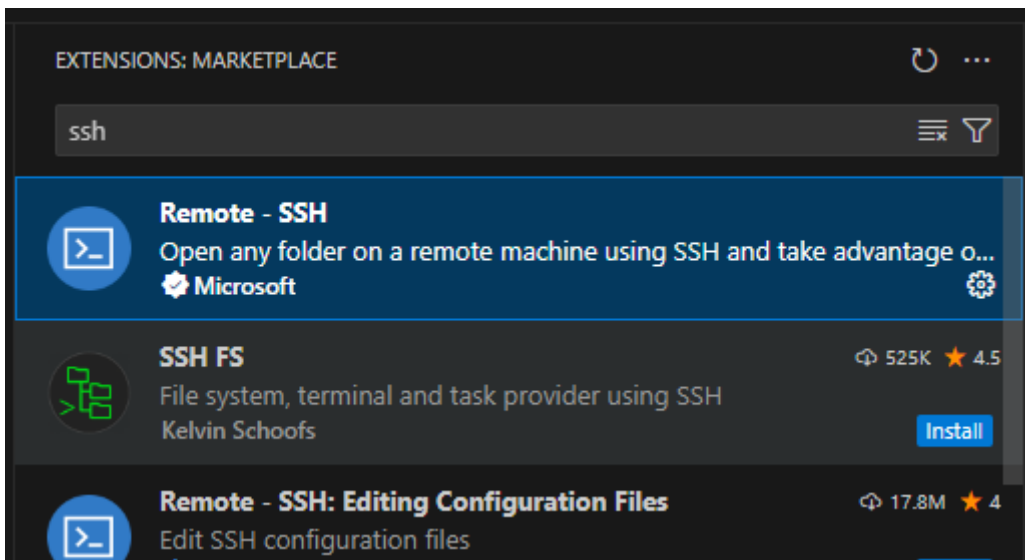 EXTENSIONS: MARKETPLACE
ssh
Remote - SSH
Open any folder on a remote machine using SSH and take advantage o...
Microsoft
SSH FS 525K ★ 4.5
File system, terminal and task provider using SSH
Kelvin Schoofs Install
Remote - SSH: Editing Configuration Files 17.8M ★ 4
Edit SSH configuration files